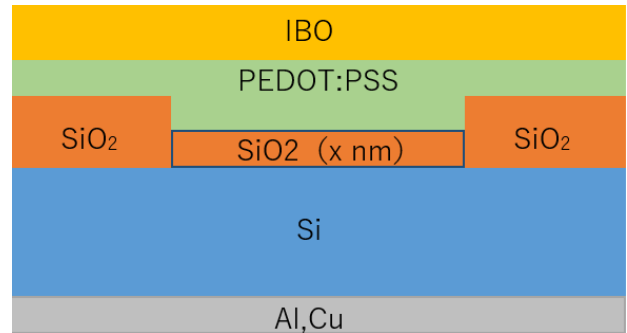 IBO
PEDOT:PSS
SiO₂
SiO2（x nm）
SiO₂
Si
Al,Cu